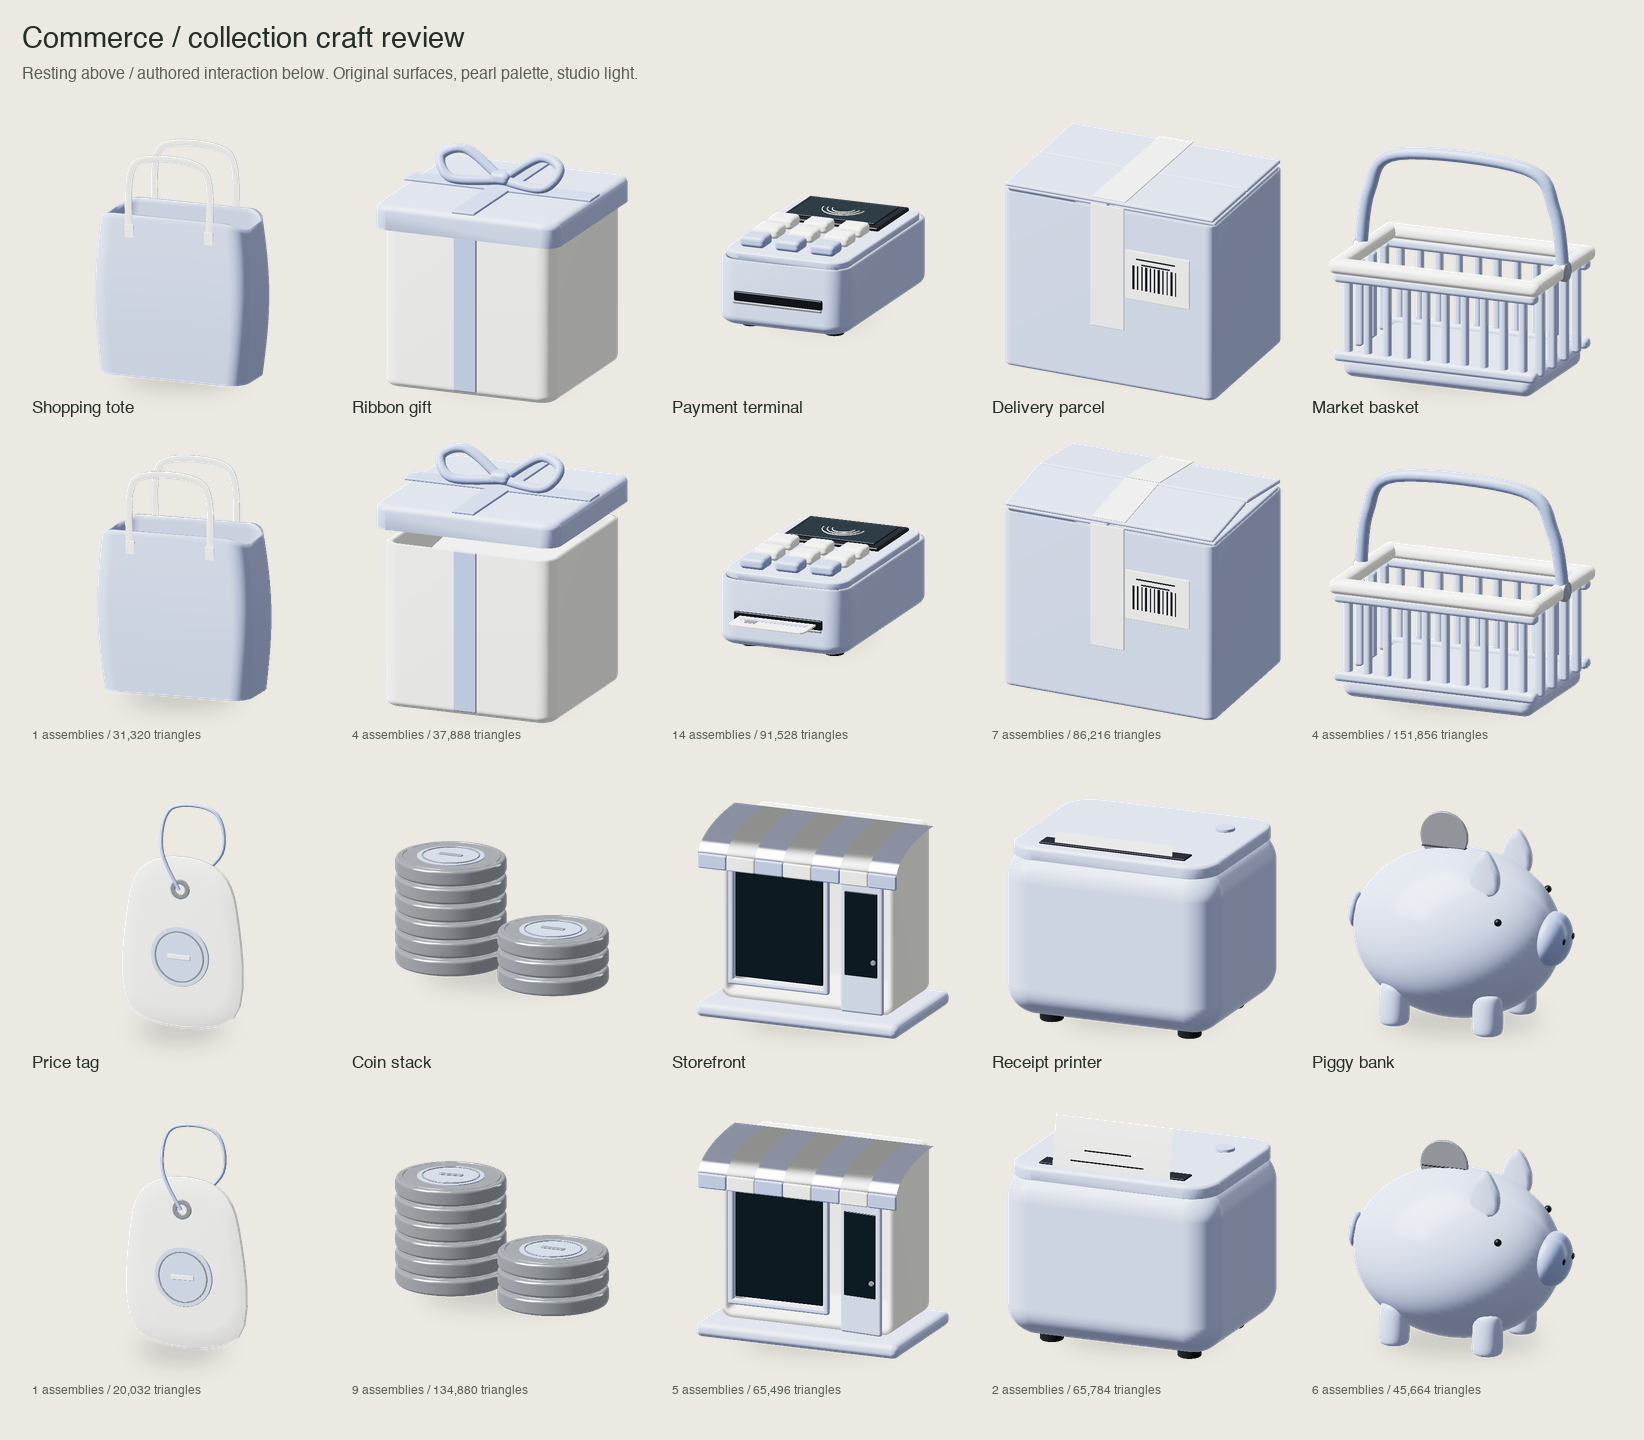 Commerce / collection craft review
Resting above / authored interaction below. Original surfaces, pearl palette, studio light.
Shopping tote
Ribbon gift
Payment terminal
Delivery parcel
Market basket
1 assemblies / 31,320 triangles
4 assemblies / 37,888 triangles
14 assemblies / 91,528 triangles
7 assemblies / 86,216 triangles
4 assemblies / 151,856 triangles
Price tag
Coin stack
Storefront
Receipt printer
Piggy bank
1 assemblies / 20,032 triangles
9 assemblies / 134,880 triangles
5 assemblies / 65,496 triangles
2 assemblies / 65,784 triangles
6 assemblies / 45,664 triangles